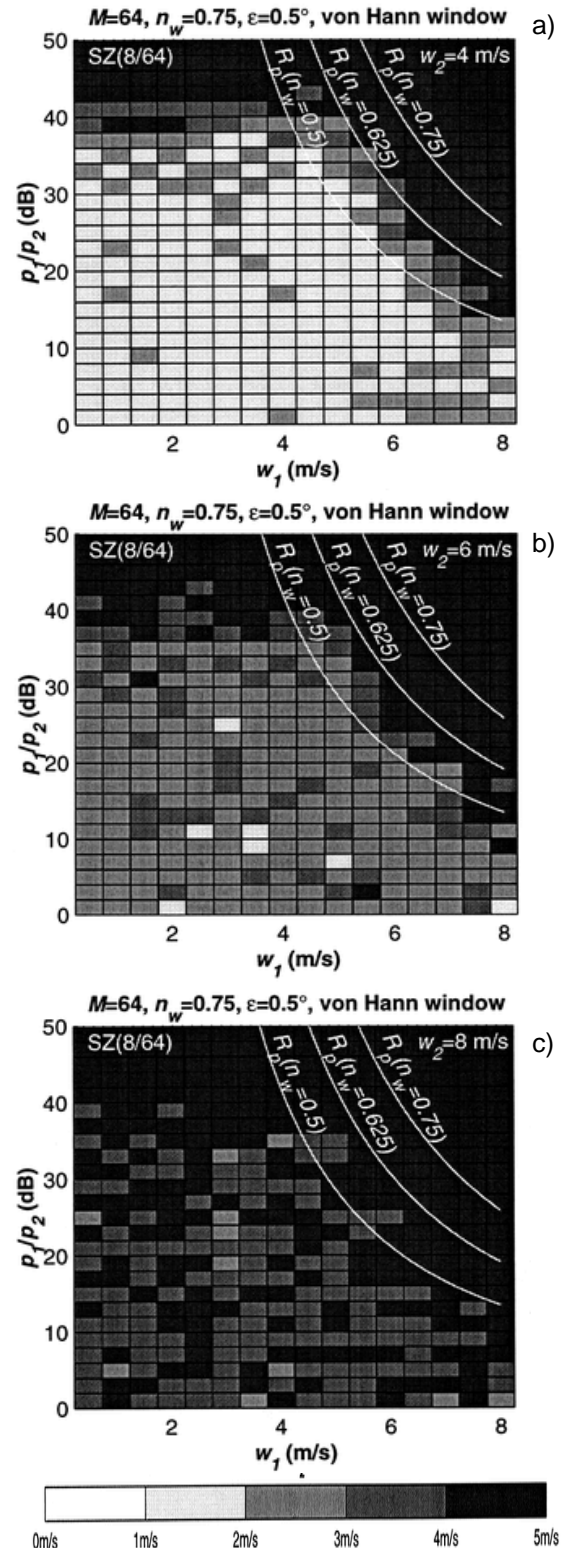 M=64, n_w=0.75, ε=0.5°, von Hann window
a)
SZ(8/64)
w_2=4 m/s
R_p(n_w=0.5)
R_p(n_w=0.625)
R_p(n_w=0.75)
50
40
30
20
10
0
p_1/p_2 (dB)
2 4 6 8
w_1 (m/s)
M=64, n_w=0.75, ε=0.5°, von Hann window
b)
SZ(8/64)
w_2=6 m/s
R_p(n_w=0.5)
R_p(n_w=0.625)
R_p(n_w=0.75)
50
40
30
20
10
0
p_1/p_2 (dB)
2 4 6 8
w_1 (m/s)
M=64, n_w=0.75, ε=0.5°, von Hann window
c)
SZ(8/64)
w_2=8 m/s
R_p(n_w=0.5)
R_p(n_w=0.625)
R_p(n_w=0.75)
50
40
30
20
10
0
p_1/p_2 (dB)
2 4 6 8
w_1 (m/s)
0m/s 1m/s 2m/s 3m/s 4m/s 5m/s